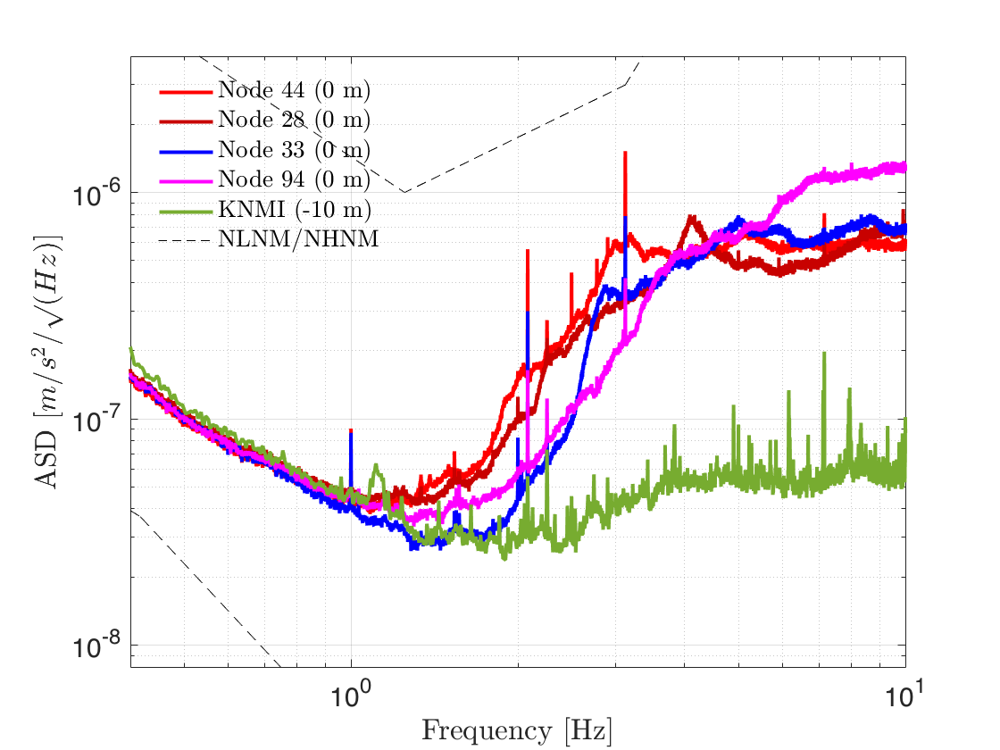 Node 44 (0 m)
Node 28 (0 m)
Node 33 (0 m)
Node 94 (0 m)
KNMI (-10 m)
NLNM/NHNM
10^-6
10^-7
10^-8
ASD [m/s^2/√(Hz)]
10^0
10^1
Frequency [Hz]